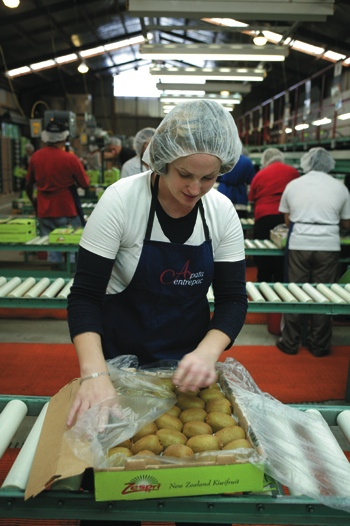 Apata
Centrepac
Zespri
New Zealand Kiwifruit